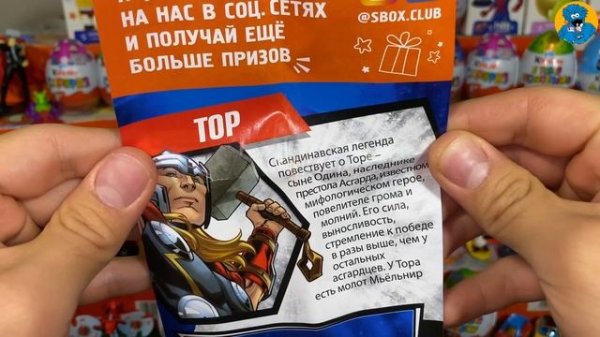 НА НАС В СОЦ. СЕТЯХ
И ПОЛУЧАЙ ЕЩЁ
БОЛЬШЕ ПРИЗОВ
@SBOX.CLUB
ТОР
Скандинавская легенда
повествует о Торе –
сыне Одина, наследнике
престола Асгарда, известном
мифологическом герое,
повелителе грома и
молний. Его сила,
выносливость,
стремление к победе
в разы выше, чем у
остальных
асгардцев. У Тора
есть молот Мьёльнир